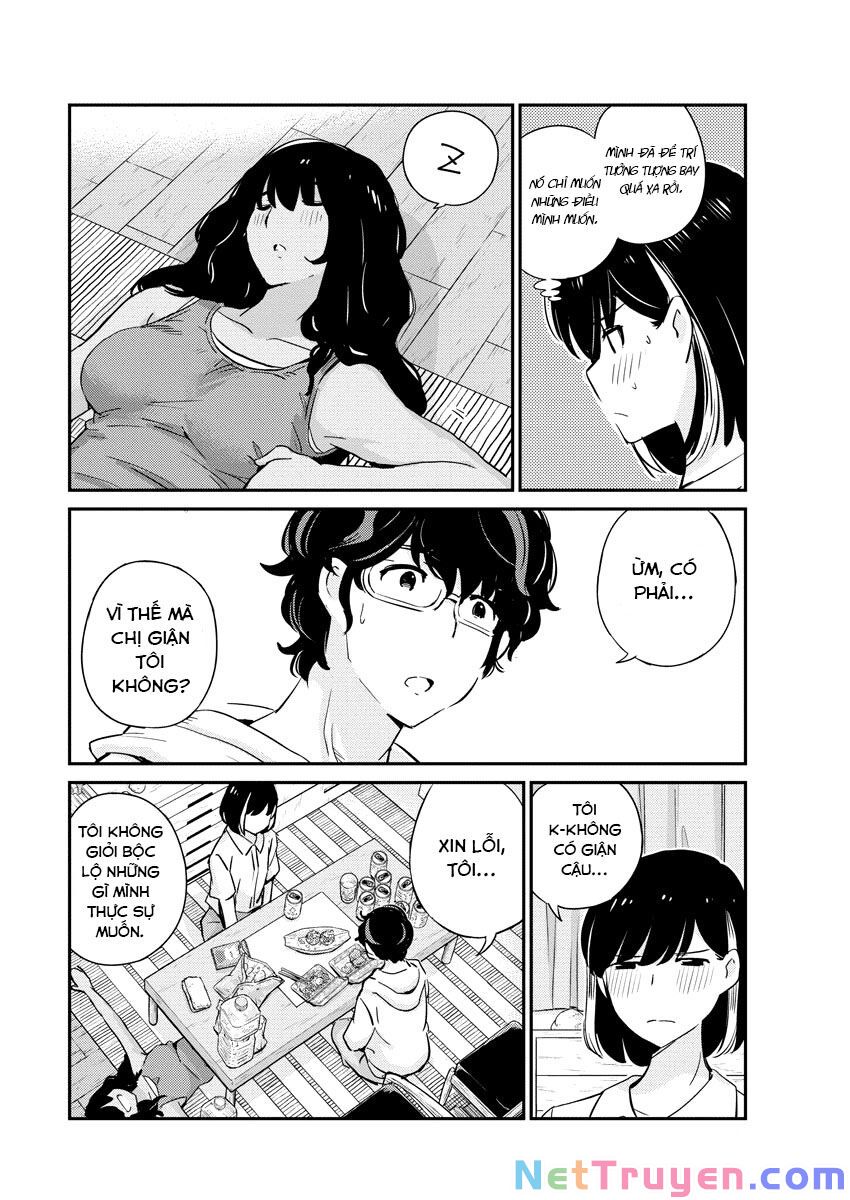 MÌNH ĐÃ ĐỂ TRÍ
TƯỞNG TƯỢNG BAY
QUÁ XA RỒI.
NÓ CHỈ MUỐN
NHỮNG ĐIỀU
MÌNH MUỐN.
Z
ỪM, CÓ
PHẢI...
VÌ THẾ MÀ
CHỊ GIẬN
TÔI
KHÔNG?
TÔI
K-KHÔNG
CÓ GIẬN
CẬU...
XIN LỖI,
TÔI...
TÔI KHÔNG
GIỎI BỘC
LỘ NHỮNG
GÌ MÌNH
THỰC SỰ
MUỐN.
NetTruyen.com